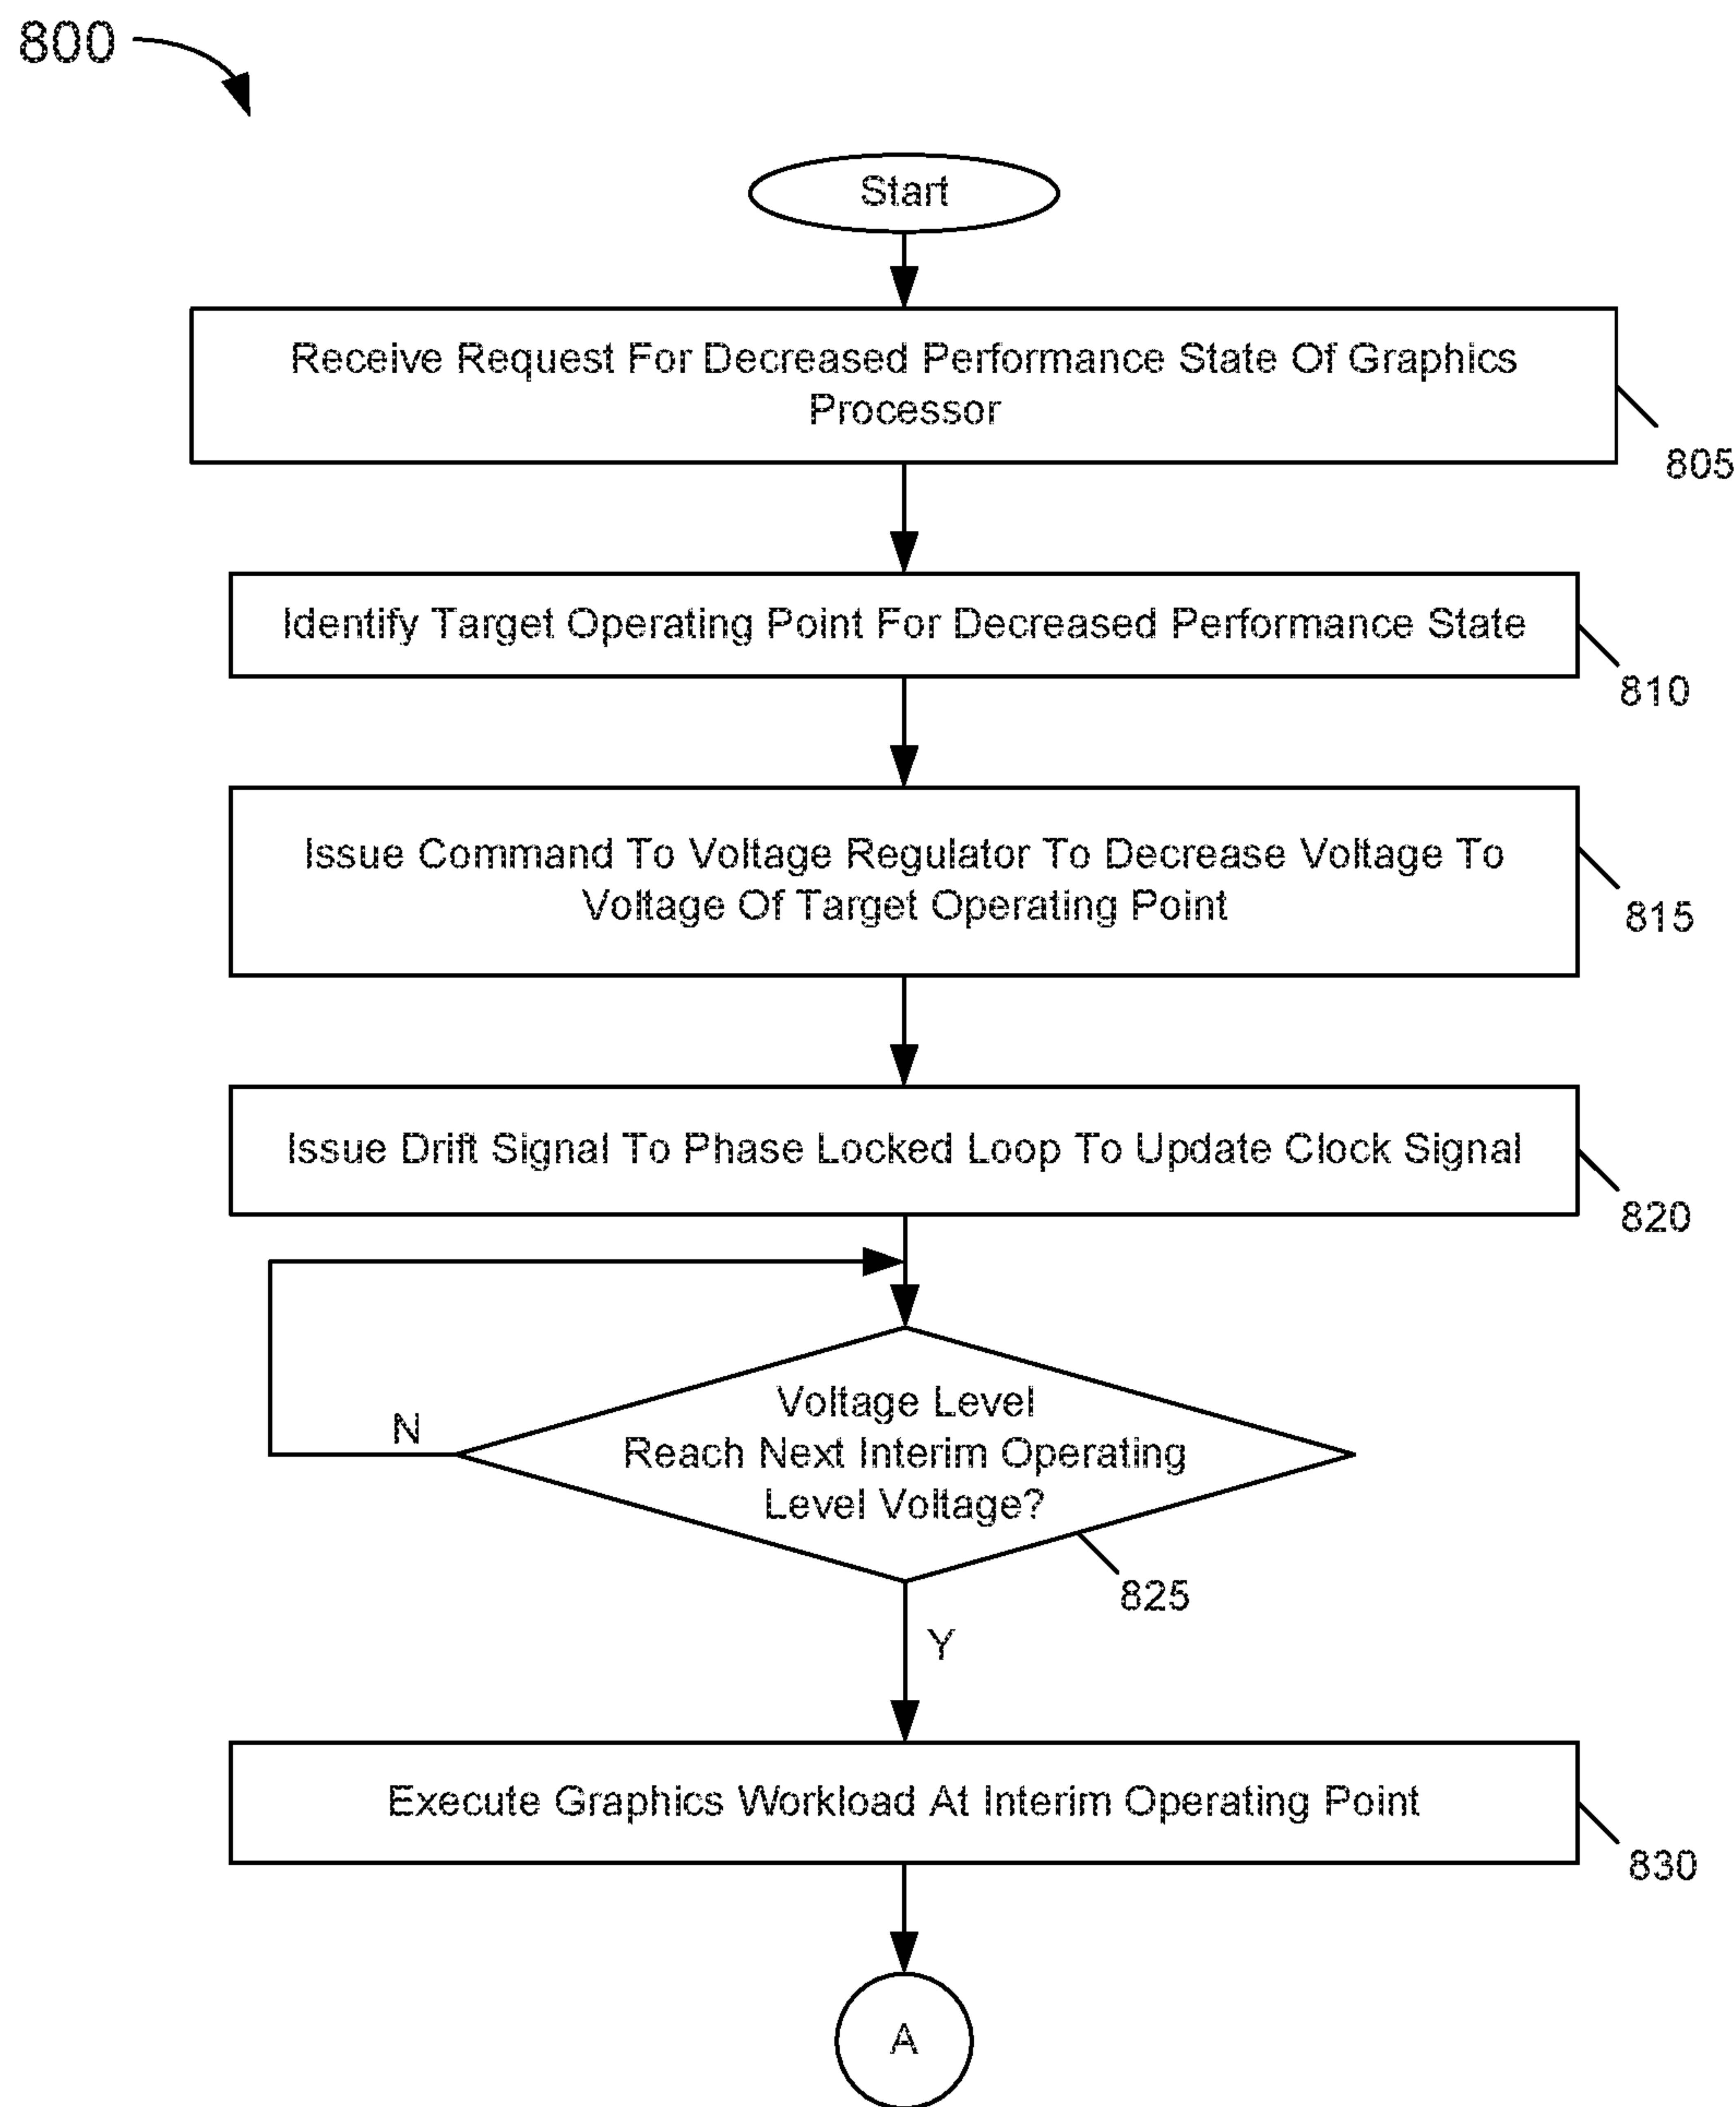 800
Start
Receive Request For Decreased Performance State Of Graphics
Processor
805
Identify Target Operating Point For Decreased Performance State
810
Issue Command To Voltage Regulator To Decrease Voltage To
Voltage Of Target Operating Point
815
Issue Drift Signal To Phase Locked Loop To Update Clock Signal
820
Voltage Level
Reach Next Interim Operating
Level Voltage?
N
825
Y
Execute Graphics Workload At Interim Operating Point
830
A